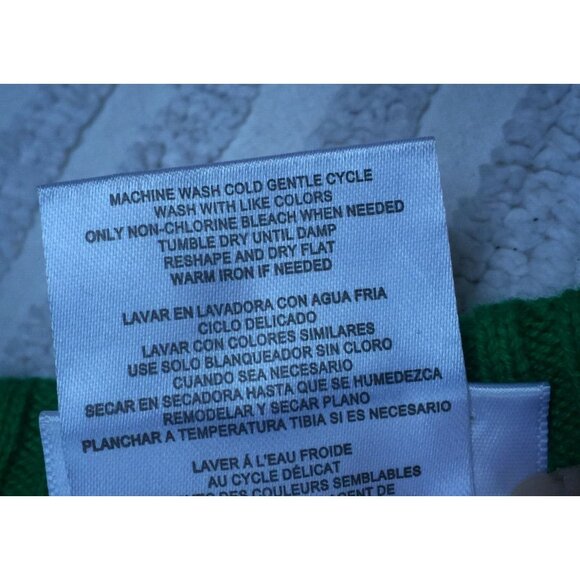 MACHINE WASH COLD GENTLE CYCLE
WASH WITH LIKE COLORS
ONLY NON-CHLORINE BLEACH WHEN NEEDED
TUMBLE DRY UNTIL DAMP
RESHAPE AND DRY FLAT
WARM IRON IF NEEDED
LAVAR EN LAVADORA CON AGUA FRIA
CICLO DELICADO
LAVAR CON COLORES SIMILARES
USE SOLO BLANQUEADOR SIN CLORO
CUANDO SEA NECESARIO
SECAR EN SECADORA HASTA QUE SE HUMEDEZCA
REMODELAR Y SECAR PLANO
PLANCHAR A TEMPERATURA TIBIA SI ES NECESARIO
LAVER Á L'EAU FROIDE
AU CYCLE DÉLICAT
DES COULEURS SEMBLABLES
DE